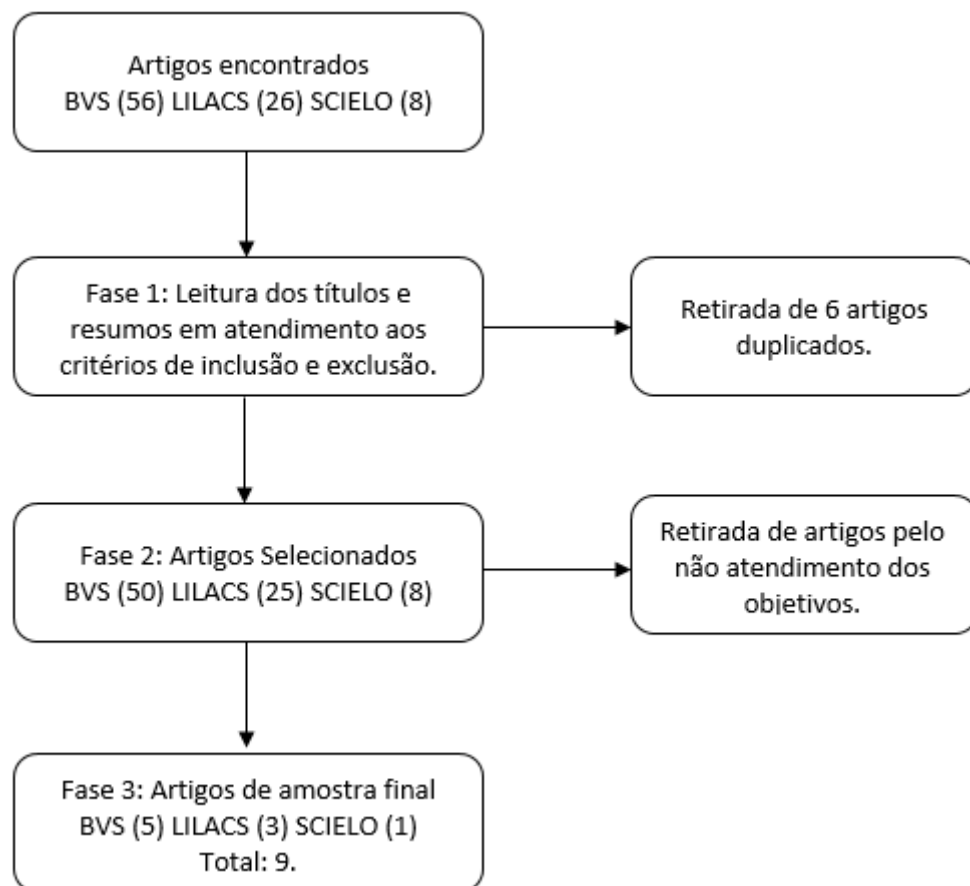 Artigos encontrados
BVS (56) LILACS (26) SCIELO (8)
Fase 1: Leitura dos títulos e
resumos em atendimento aos
critérios de inclusão e exclusão.
Retirada de 6 artigos
duplicados.
Fase 2: Artigos Selecionados
BVS (50) LILACS (25) SCIELO (8)
Retirada de artigos pelo
não atendimento dos
objetivos.
Fase 3: Artigos de amostra final
BVS (5) LILACS (3) SCIELO (1)
Total: 9.